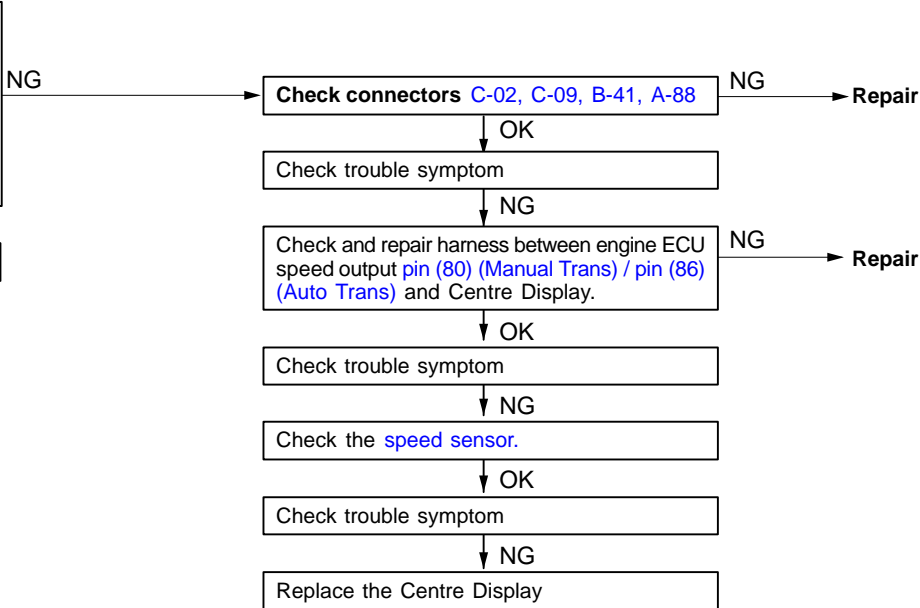 NG
Check connectors C-02, C-09, B-41, A-88
NG
Repair
OK
Check trouble symptom
NG
Check and repair harness between engine ECU
speed output pin (80) (Manual Trans) / pin (86)
(Auto Trans) and Centre Display.
NG
Repair
OK
Check trouble symptom
NG
Check the speed sensor.
OK
Check trouble symptom
NG
Replace the Centre Display